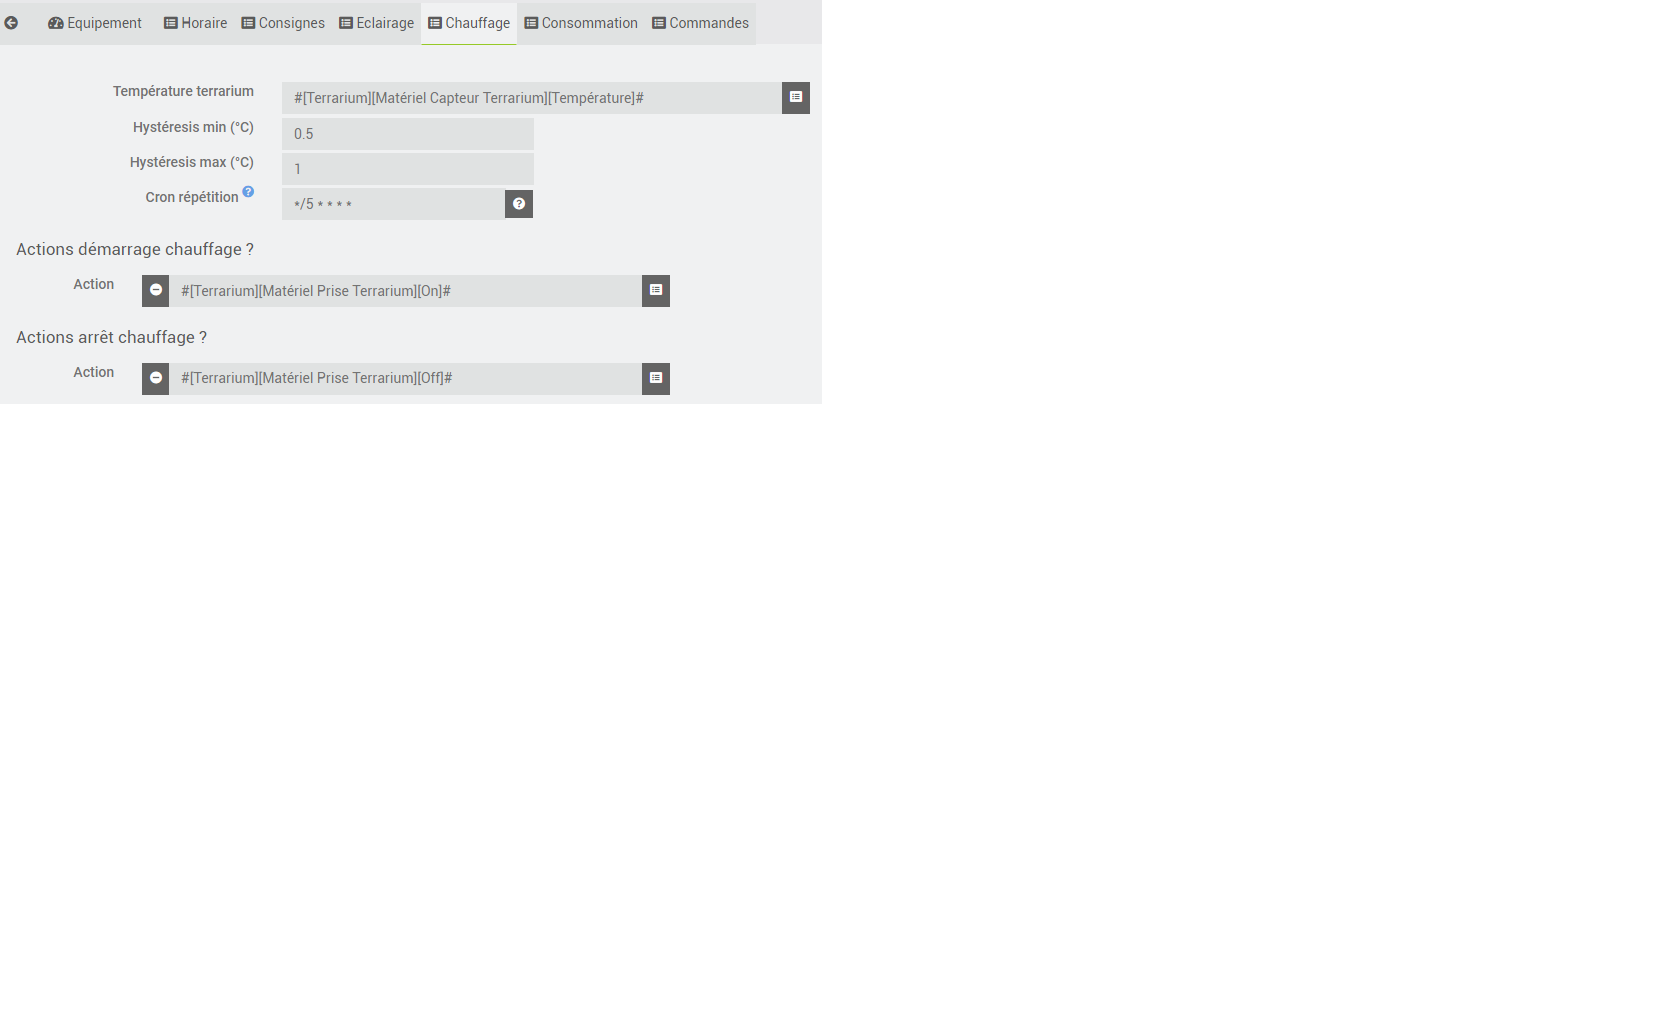 Equipement Horaire Consignes Eclairage Chauffage Consommation Commandes
Température terrarium #[Terrarium][Matériel Capteur Terrarium][Température]#
Hystéresis min (°C) 0.5
Hystéresis max (°C) 1
Cron répétition ? */5 * * * * ?
Actions démarrage chauffage ?
Action #[Terrarium][Matériel Prise Terrarium][On]#
Actions arrêt chauffage ?
Action #[Terrarium][Matériel Prise Terrarium][Off]#